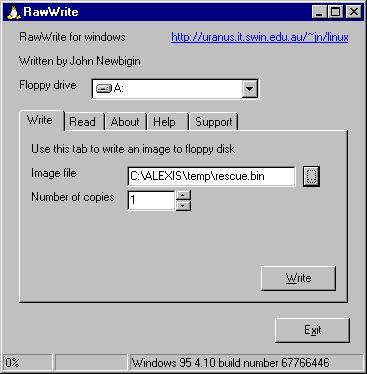 RawWrite
RawWrite for windows http://uranus.it.swin.edu.au/~jn/linux
Written by John Newbigin
Floppy drive A:
Write Read About Help Support
Use this tab to write an image to floppy disk
Image file C:\ALEXIS\temp\rescue.bin ...
Number of copies 1
Write
Exit
0% Windows 95 4.10 build number 67766446